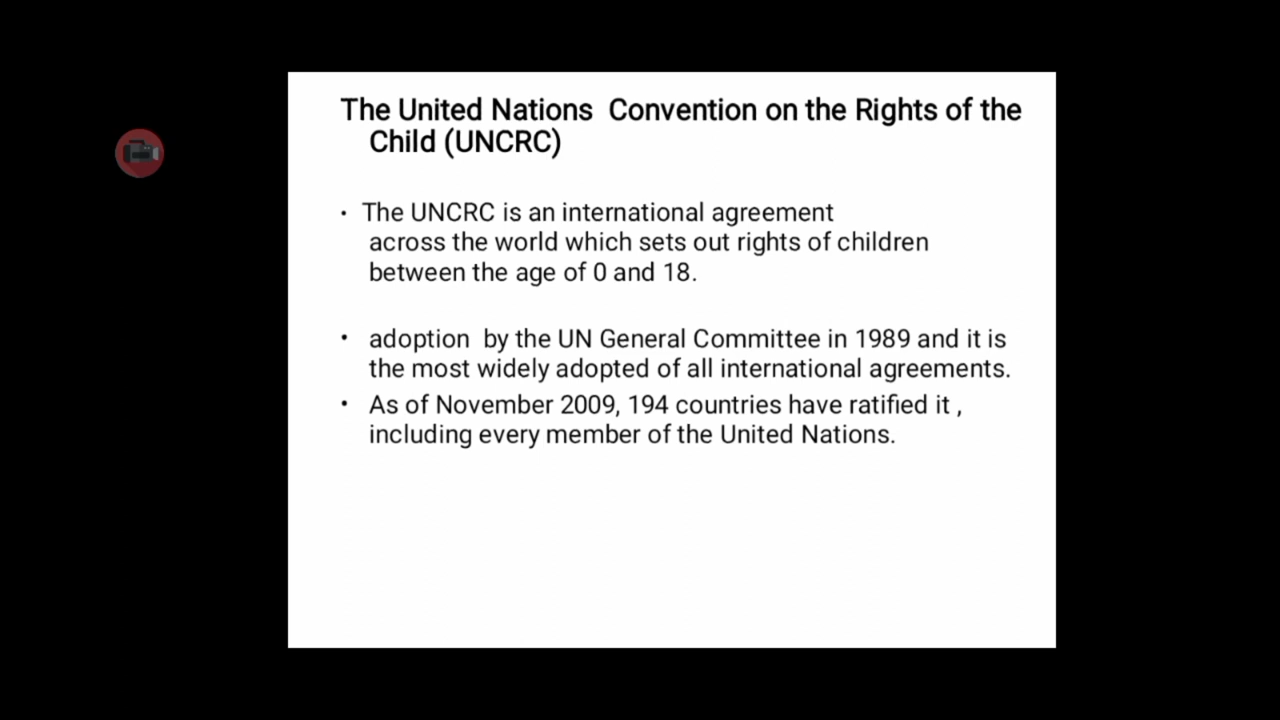 The United Nations  Convention on the Rights of the
Child (UNCRC)
• The UNCRC is an international agreement
across the world which sets out rights of children
between the age of 0 and 18.
• adoption  by the UN General Committee in 1989 and it is
the most widely adopted of all international agreements.
• As of November 2009, 194 countries have ratified it ,
including every member of the United Nations.